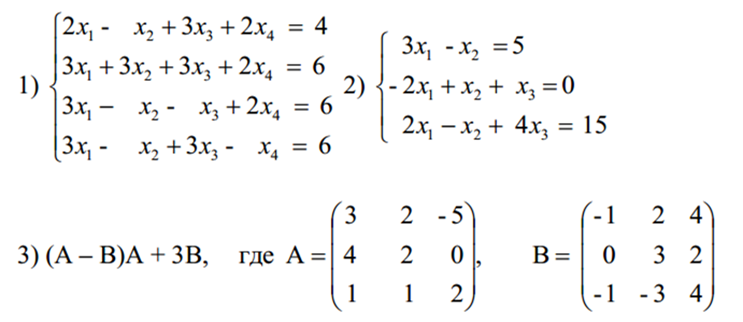 1) { 2x₁ - x₂ + 3x₃ + 2x₄ = 4
3x₁ + 3x₂ + 3x₃ + 2x₄ = 6
3x₁ – x₂ - x₃ + 2x₄ = 6
3x₁ - x₂ + 3x₃ - x₄ = 6
2) { 3x₁ - x₂ = 5
- 2x₁ + x₂ + x₃ = 0
2x₁ – x₂ + 4x₃ = 15
3) (A – B)A + 3B, где A = (3 2 -5
4 2 0
1 1 2),
B = (-1 2 4
0 3 2
-1 -3 4)